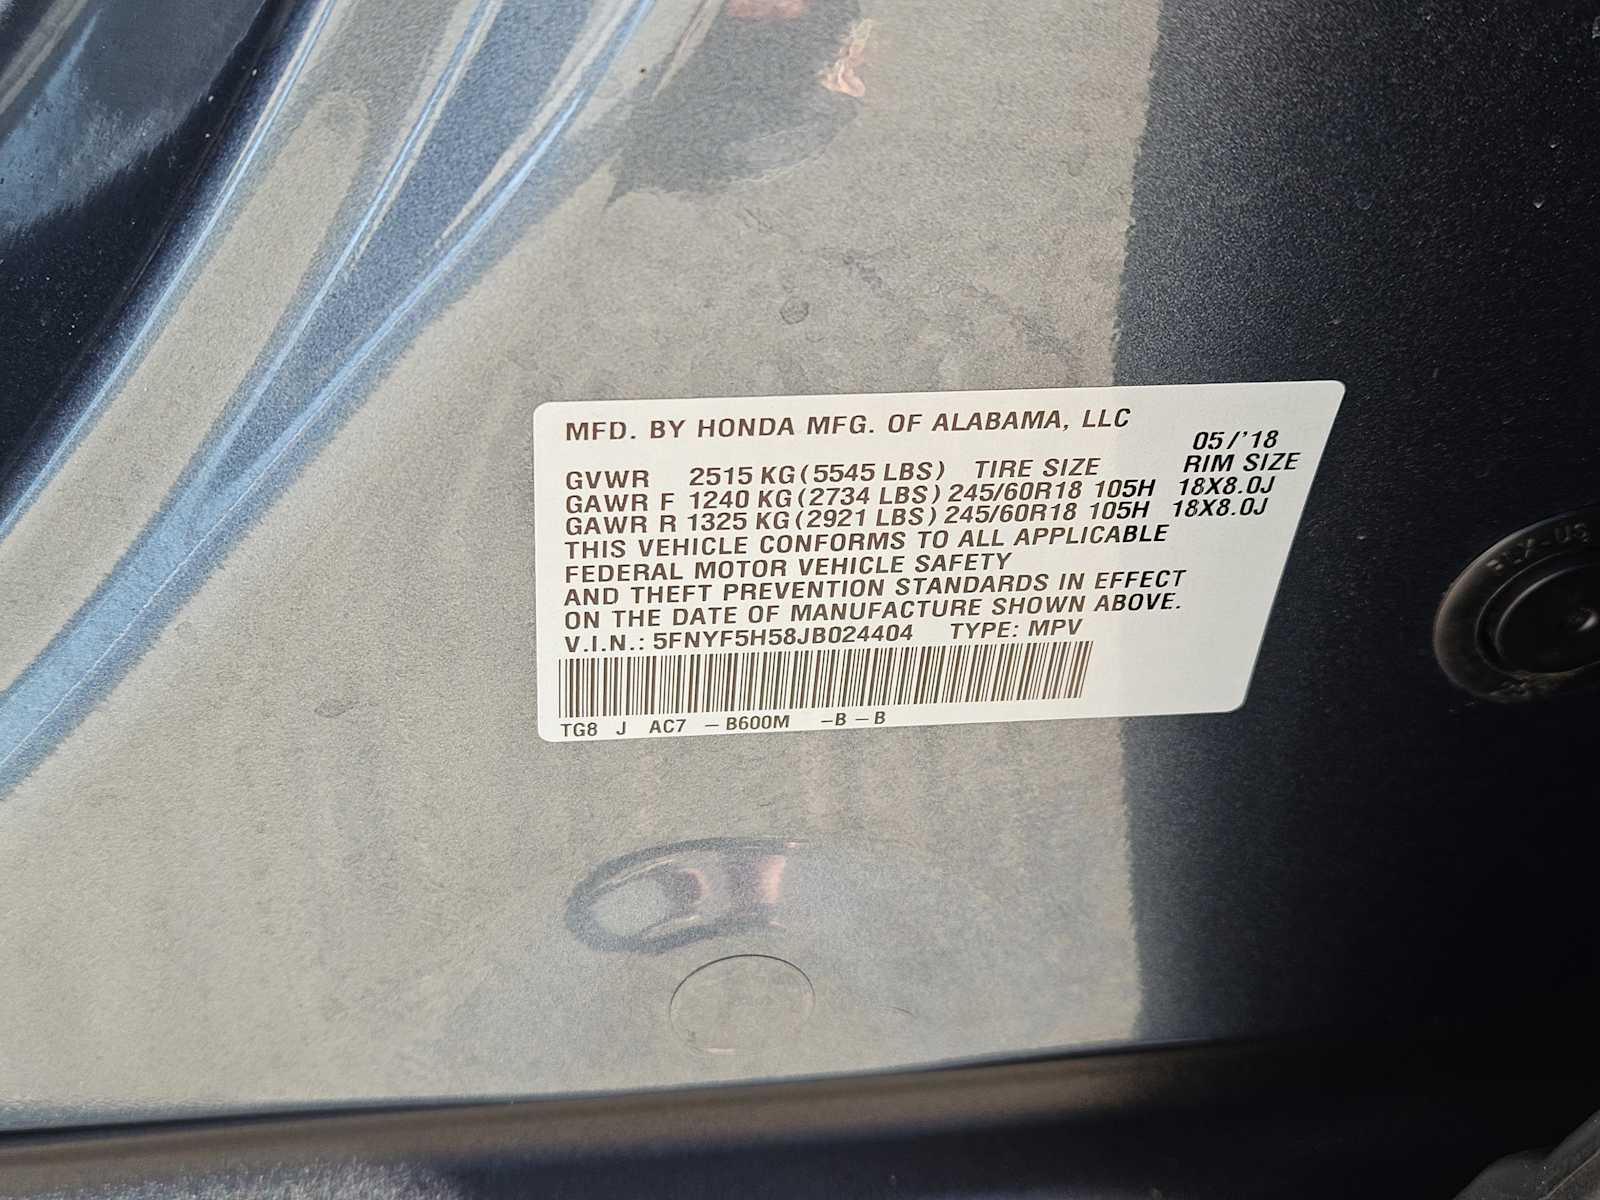 MFD. BY HONDA MFG. OF ALABAMA, LLC
05/'18
GVWR 2515 KG (5545 LBS) TIRE SIZE RIM SIZE
GAWR F 1240 KG (2734 LBS) 245/60R18 105H 18X8.0J
GAWR R 1325 KG (2921 LBS) 245/60R18 105H 18X8.0J
THIS VEHICLE CONFORMS TO ALL APPLICABLE
FEDERAL MOTOR VEHICLE SAFETY
AND THEFT PREVENTION STANDARDS IN EFFECT
ON THE DATE OF MANUFACTURE SHOWN ABOVE.
V.I.N.: 5FNYF5H58JB024404 TYPE: MPV
TG8 J AC7 - B600M -B - B